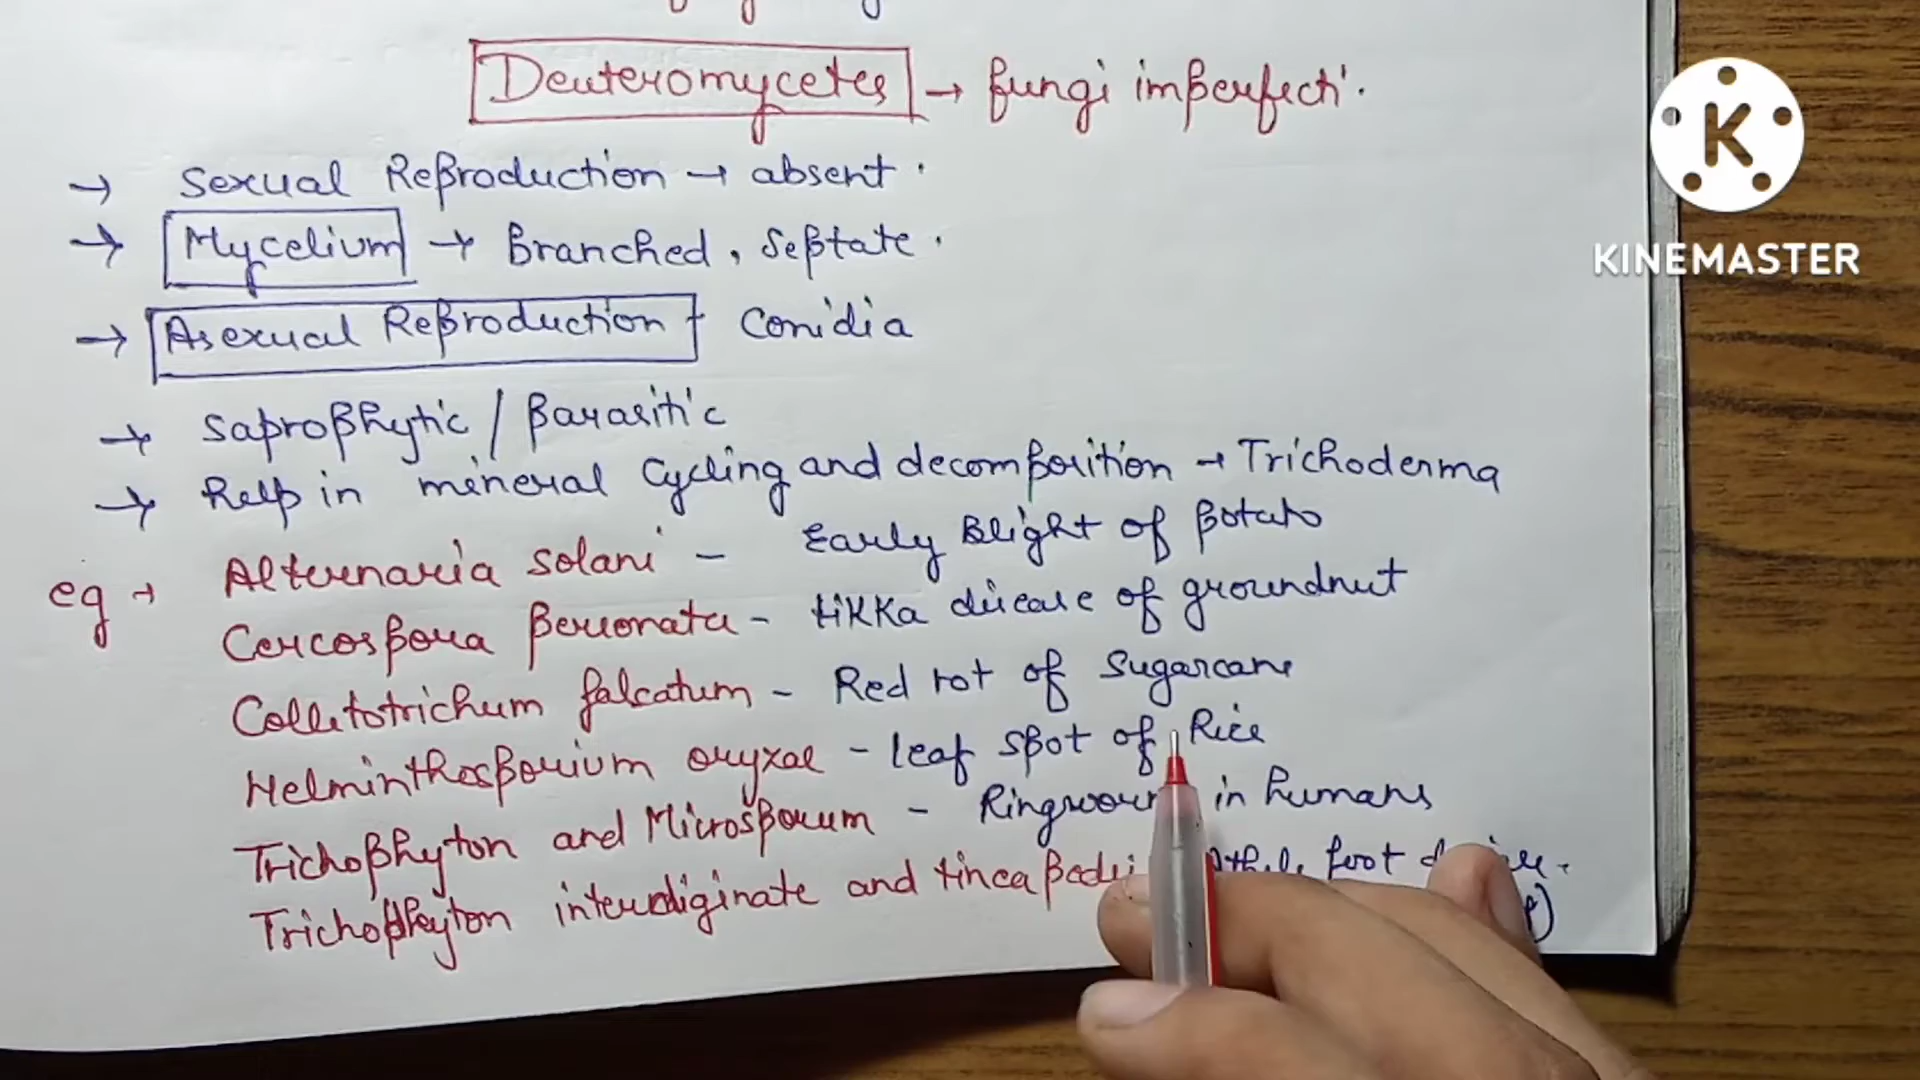 Deuteromycetes → fungi imperfecti.
→ Sexual Reproduction → absent.
→ Mycelium → Branched, Septate.
→ Asexual Reproduction → Conidia
→ Saprophytic / Parasitic
→ Help in mineral Cycling and decomposition → Trichoderma
eg → Alternaria solani - Early Blight of Potato
Cercospora personata - tikka disease of groundnut
Colletotrichum falcatum - Red rot of Sugarcane
Helminthosporium oryzae - leaf spot of Rice
Trichophyton and Microsporum - Ringworm in humans
Trichophyton interdiginate and tinea pedis foot
K
KINEMASTER